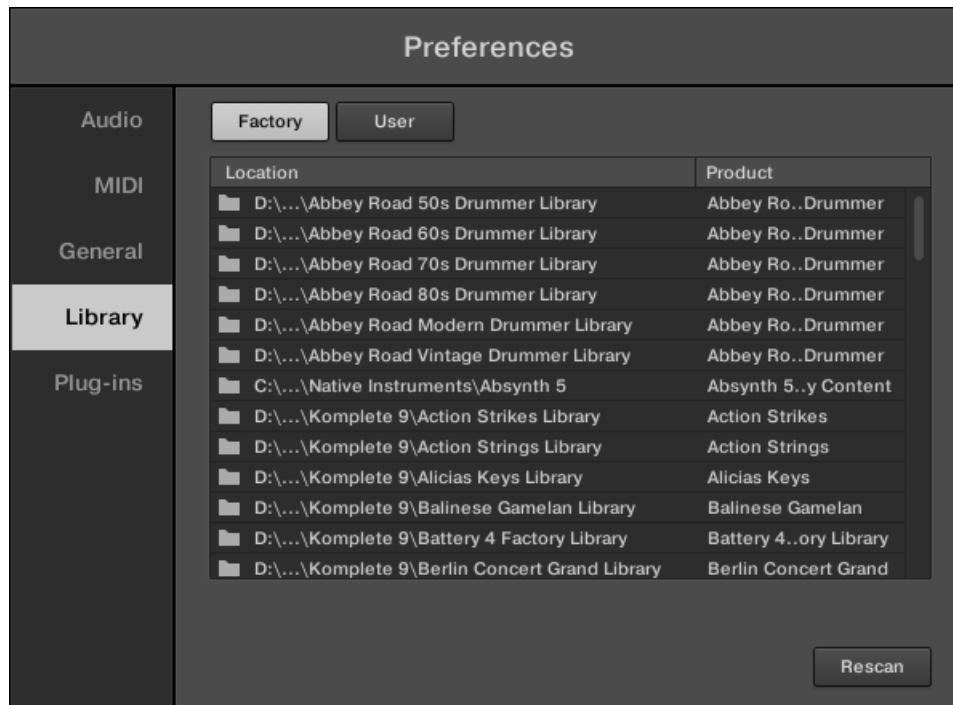 Preferences
Audio
MIDI
General
Library
Plug-ins
Factory User
Location Product
D:\...\Abbey Road 50s Drummer Library Abbey Ro..Drummer
D:\...\Abbey Road 60s Drummer Library Abbey Ro..Drummer
D:\...\Abbey Road 70s Drummer Library Abbey Ro..Drummer
D:\...\Abbey Road 80s Drummer Library Abbey Ro..Drummer
D:\...\Abbey Road Modern Drummer Library Abbey Ro..Drummer
D:\...\Abbey Road Vintage Drummer Library Abbey Ro..Drummer
C:\...\Native Instruments\Absynth 5 Absynth 5..y Content
D:\...\Komplete 9\Action Strikes Library Action Strikes
D:\...\Komplete 9\Action Strings Library Action Strings
D:\...\Komplete 9\Alicias Keys Library Alicias Keys
D:\...\Komplete 9\Balinese Gamelan Library Balinese Gamelan
D:\...\Komplete 9\Battery 4 Factory Library Battery 4..ory Library
D:\...\Komplete 9\Berlin Concert Grand Library Berlin Concert Grand
Rescan